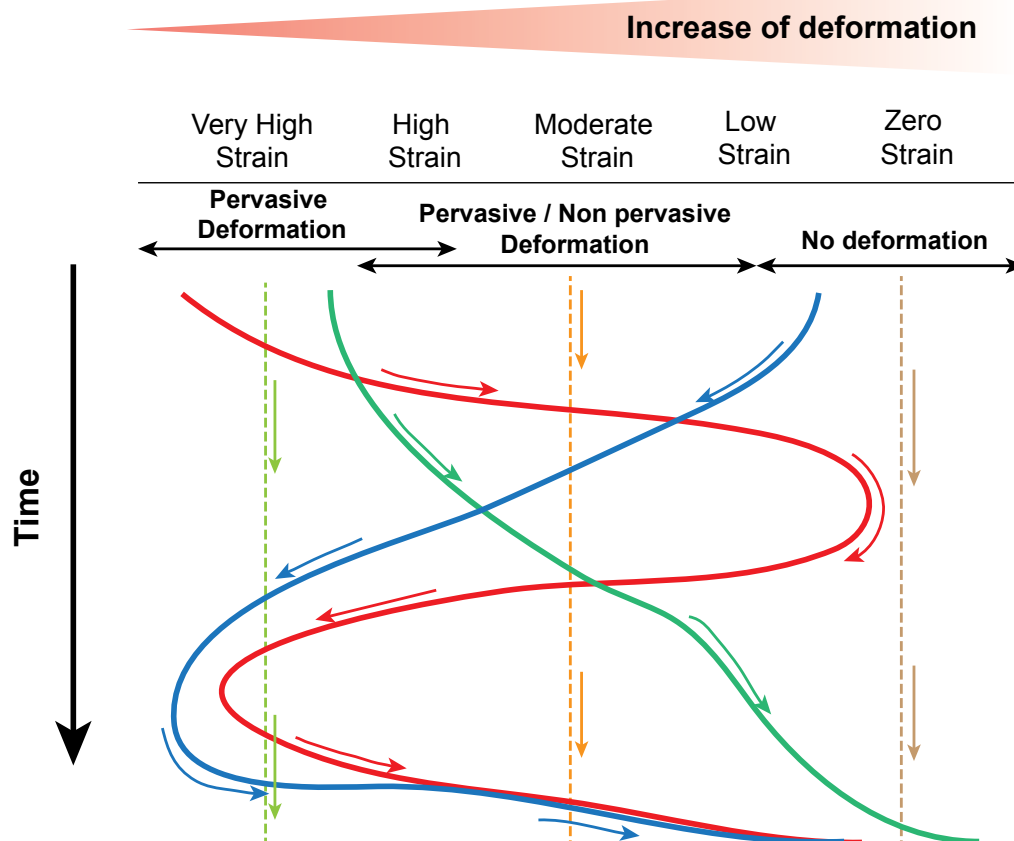 Increase of deformation
Very High
Strain
High
Strain
Moderate
Strain
Low
Strain
Zero
Strain
Pervasive
Deformation
Pervasive / Non pervasive
Deformation
No deformation
Time